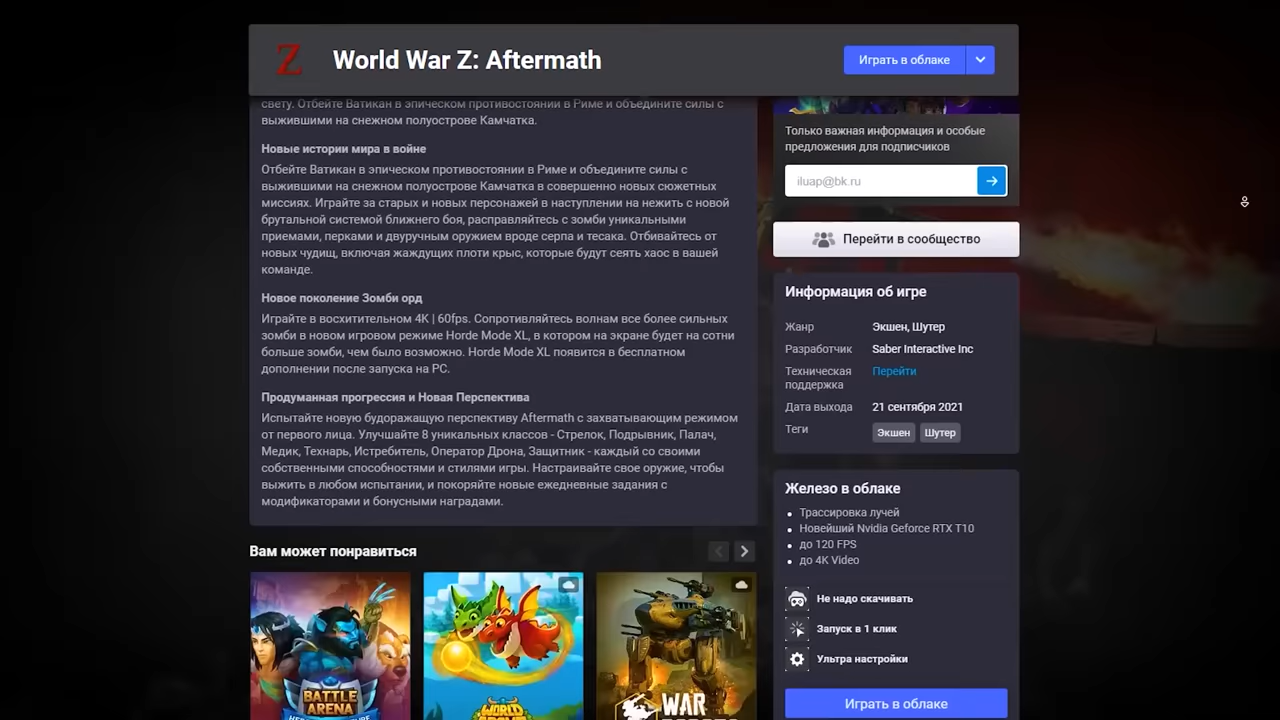 Z
World War Z: Aftermath
Играть в облаке
свету. Отбейте Ватикан в эпическом противостоянии в Риме и объедините силы с
выжившими на снежном полуострове Камчатка.
Новые истории мира в войне
Отбейте Ватикан в эпическом противостоянии в Риме и объедините силы с
выжившими на снежном полуострове Камчатка в совершенно новых сюжетных
миссиях. Играйте за старых и новых персонажей в наступлении на нежить с новой
брутальной системой ближнего боя, расправляйтесь с зомби уникальными
приемами, перками и двуручным оружием вроде серпа и тесака. Отбивайтесь от
новых чудищ, включая жаждущих плоти крыс, которые будут сеять хаос в вашей
команде.
Новое поколение Зомби орд
Играйте в восхитительном 4K | 60fps. Сопротивляйтесь волнам все более сильных
зомби в новом игровом режиме Horde Mode XL, в котором на экране будет на сотни
больше зомби, чем было возможно. Horde Mode XL появится в бесплатном
дополнении после запуска на PC.
Продуманная прогрессия и Новая Перспектива
Испытайте новую будоражащую перспективу Aftermath с захватывающим режимом
от первого лица. Улучшайте 8 уникальных классов - Стрелок, Подрывник, Палач,
Медик, Технарь, Истребитель, Оператор Дрона, Защитник - каждый со своими
собственными способностями и стилями игры. Настраивайте свое оружие, чтобы
выжить в любом испытании, и покоряйте новые ежедневные задания с
модификаторами и бонусными наградами.
Вам может понравиться
BATTLE
ARENA
WORLD
ABOVE
WAR
Только важная информация и особые
предложения для подписчиков
iluap@bk.ru
Перейти в сообщество
Информация об игре
Жанр Экшен, Шутер
Разработчик Saber Interactive Inc
Техническая Перейти
поддержка
Дата выхода 21 сентября 2021
Теги Экшен Шутер
Железо в облаке
Трассировка лучей
Новейший Nvidia Geforce RTX T10
до 120 FPS
до 4K Video
Не надо скачивать
Запуск в 1 клик
Ультра настройки
Играть в облаке